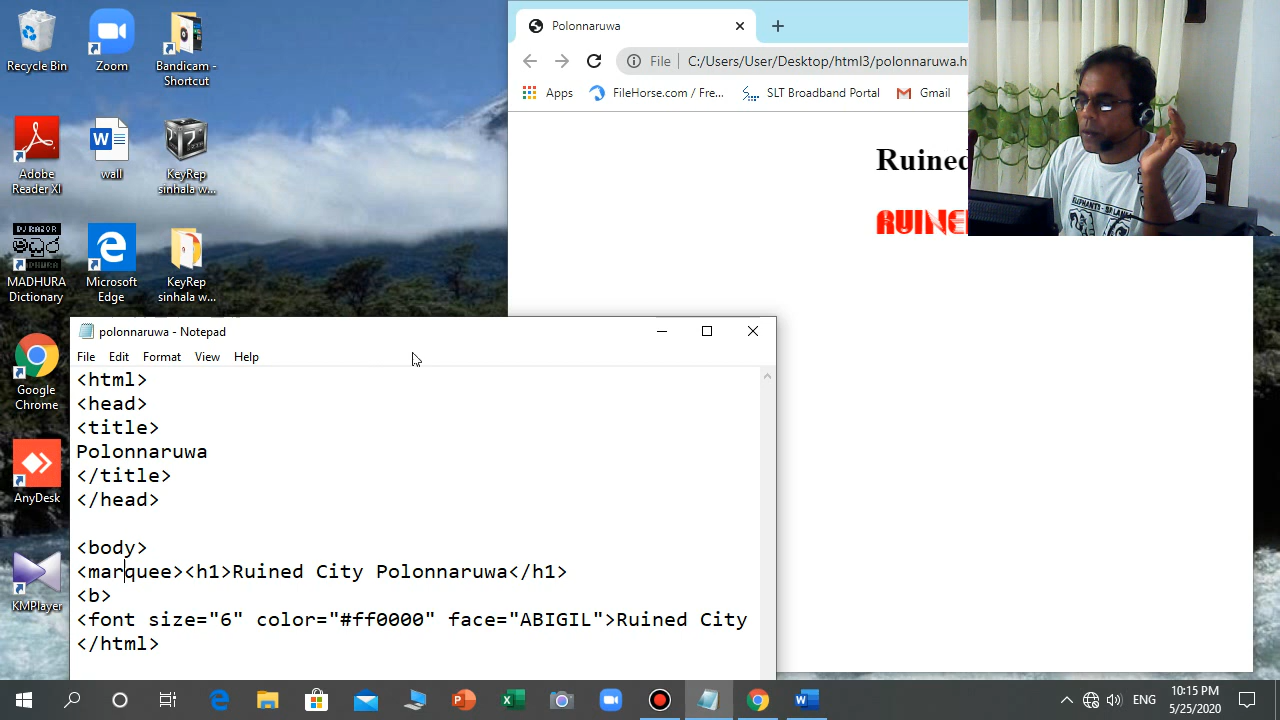 Recycle Bin
Zoom
Bandicam -
Shortcut
Adobe
Reader XI
wall
KeyRep
sinhala w...
MADHURA
Dictionary
Microsoft
Edge
KeyRep
sinhala w...
Google
Chrome
AnyDesk
KMPlayer
Polonnaruwa
File
C:/Users/User/Desktop/html3/polonnaruwa.h
Apps
FileHorse.com / Fre...
SLT Broadband Portal
Gmail
Ruined
RUINE
polonnaruwa - Notepad
File Edit Format View Help
<html>
<head>
<title>
Polonnaruwa
</title>
</head>
<body>
<marquee><h1>Ruined City Polonnaruwa</h1>
<b>
<font size="6" color="#ff0000" face="ABIGIL">Ruined City
</html>
ENG
10:15 PM
5/25/2020